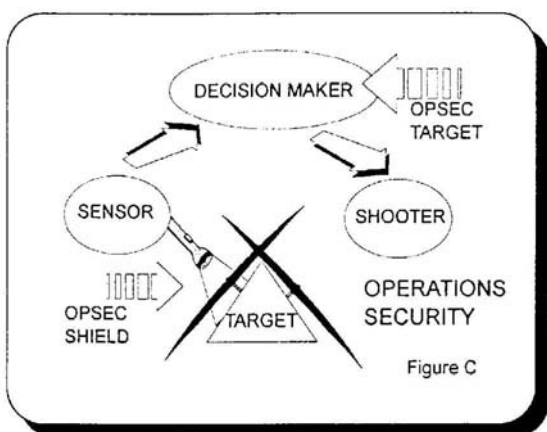 DECISION MAKER
OPSEC
TARGET
SENSOR
SHOOTER
OPSEC
SHIELD
TARGET
OPERATIONS
SECURITY
Figure C